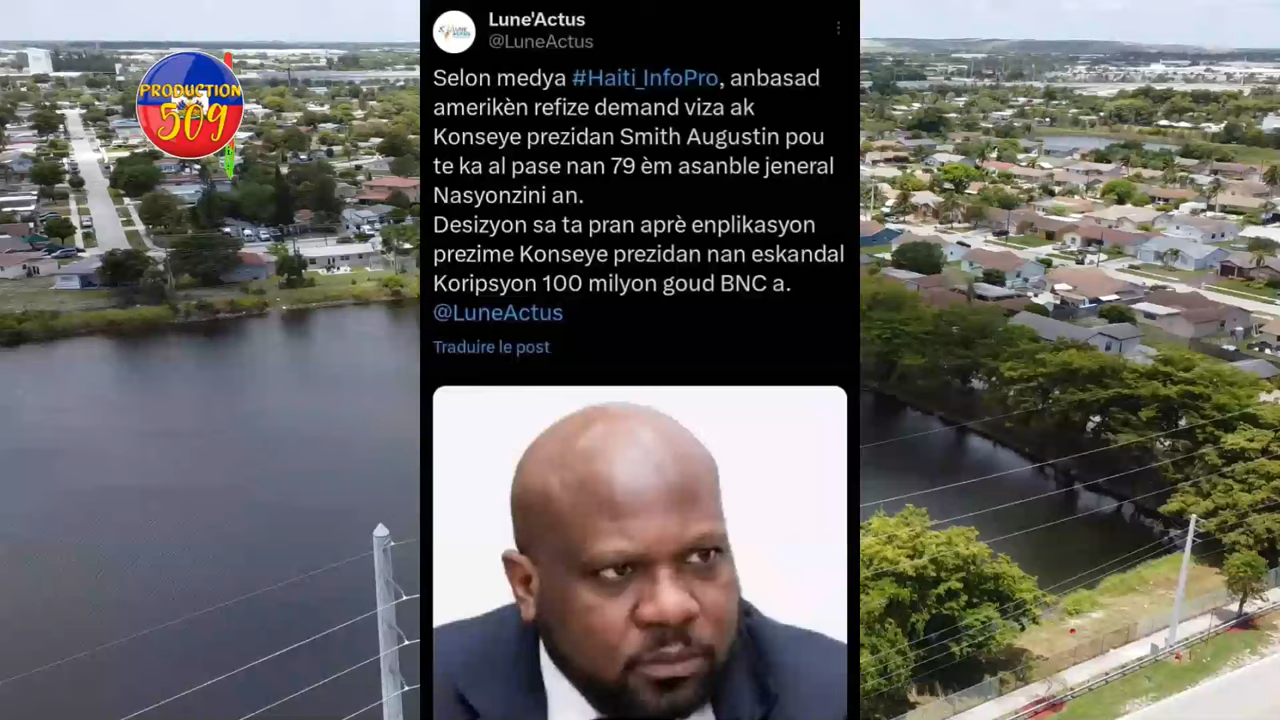 PRODUCTION
509
Lune'Actus
@LuneActus
Selon medya #Haiti_InfoPro, anbasad
amerikèn refize demand viza ak
Konseye prezidan Smith Augustin pou
te ka al pase nan 79 èm asanble jeneral
Nasyonzini an.
Desizyon sa ta pran aprè enplikasyon
prezime Konseye prezidan nan eskandal
Koripsyon 100 milyon goud BNC a.
@LuneActus
Traduire le post